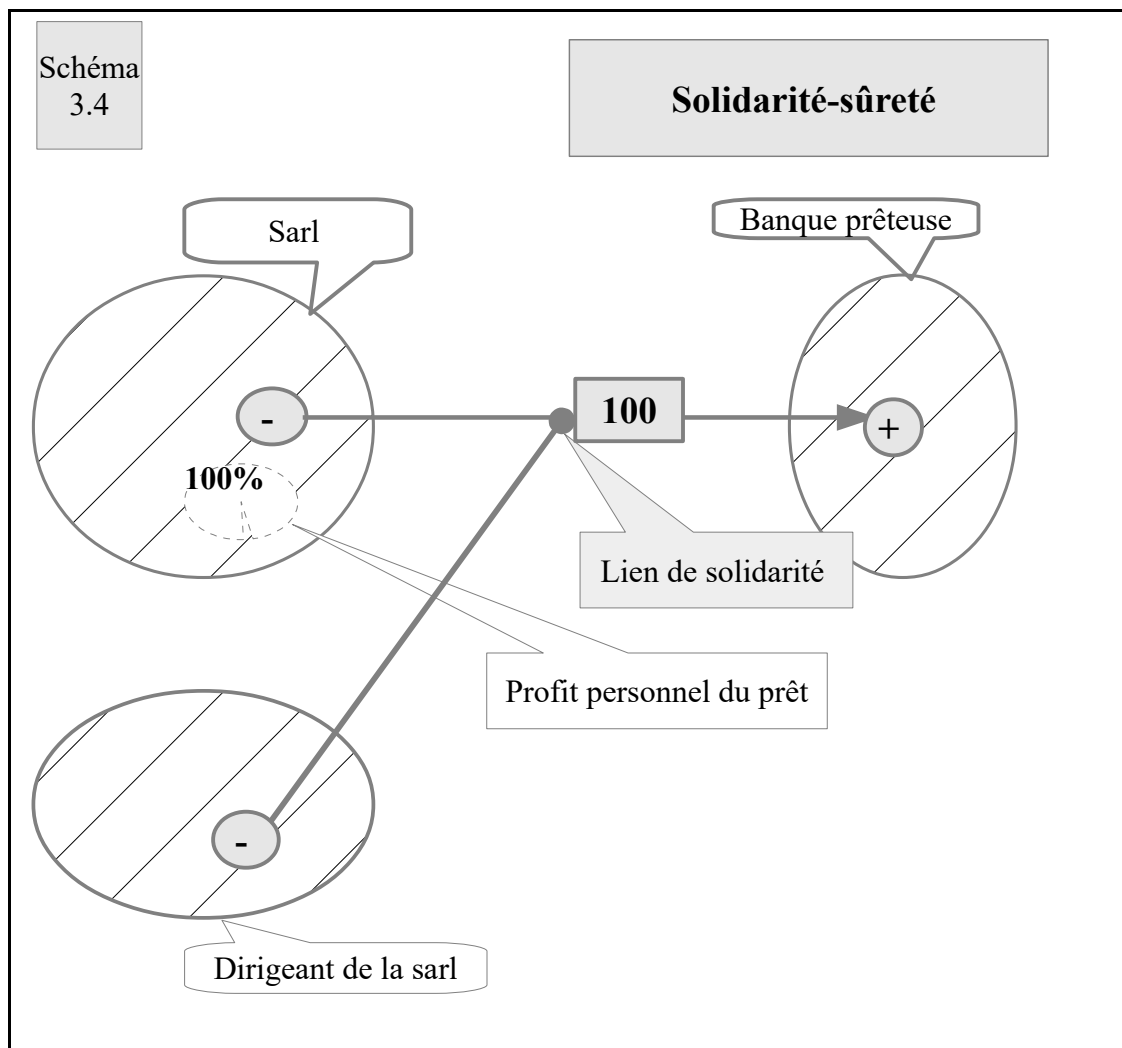 Schéma
3.4
Solidarité-sûreté
Sarl
Banque prêteuse
-
100
+
100%
Lien de solidarité
Profit personnel du prêt
-
Dirigeant de la sarl